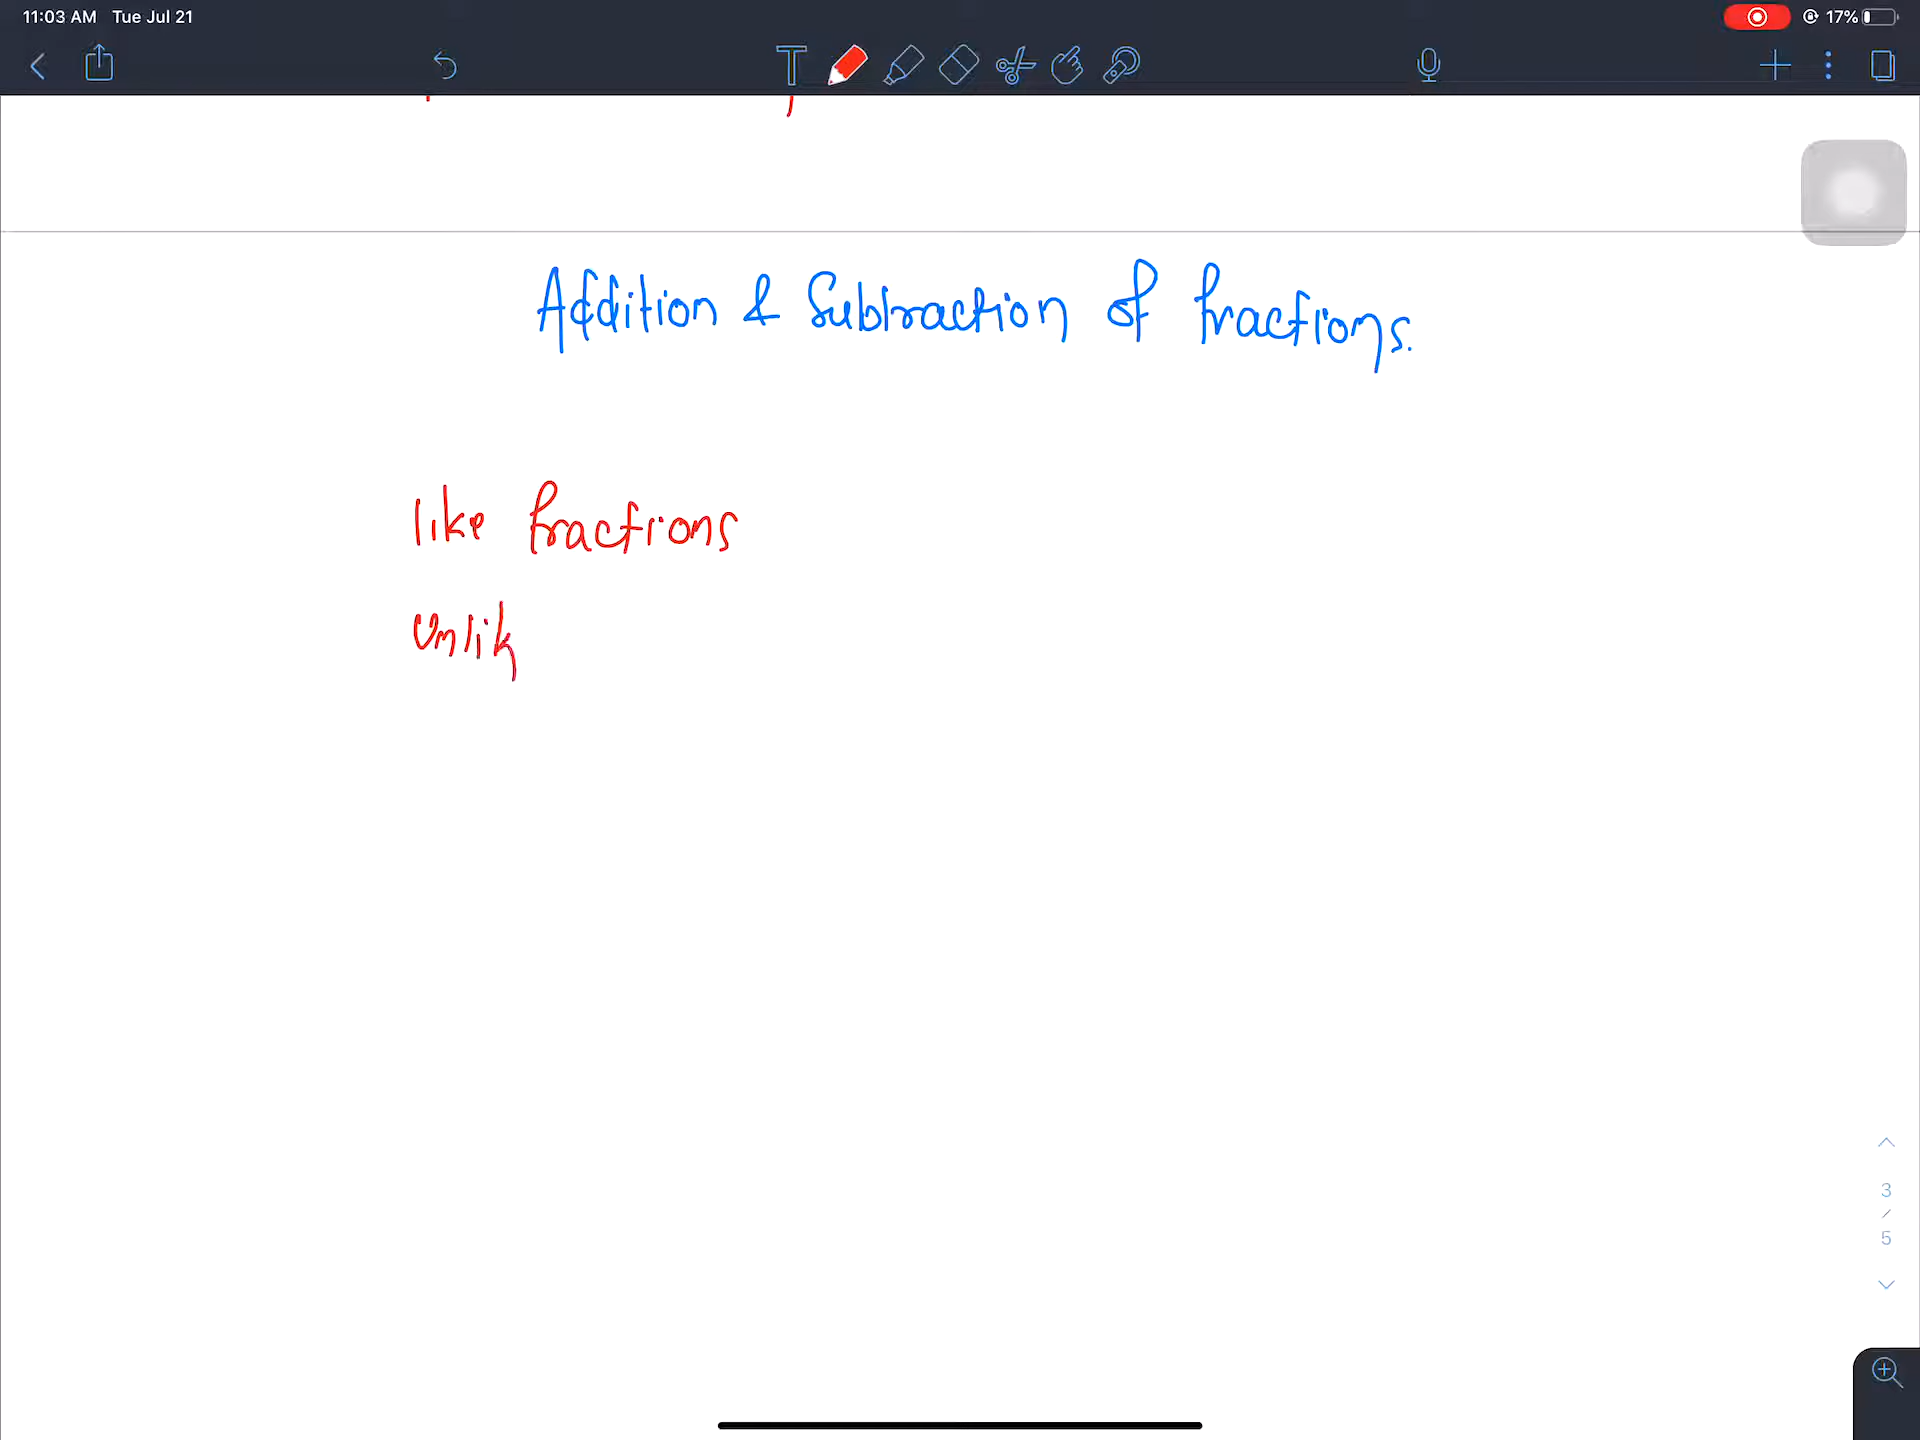 11:03 AM Tue Jul 21
17%
Addition & Subtraction of fractions.
like fractions
Unlik
3
/
5